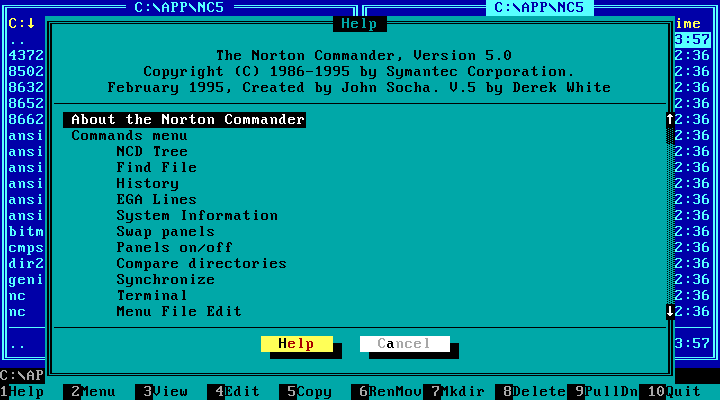 C:\APP\NC5 C:\APP\NC5
Help
C:↓ ime
.. 3:57
The Norton Commander, Version 5.0
4372 2:36
Copyright (C) 1986-1995 by Symantec Corporation.
8502 2:36
February 1995, Created by John Socha. V.5 by Derek White
8632 2:36
8652 2:36
8662 About the Norton Commander ↑ 2:36
ansi Commands menu 2:36
ansi NCD Tree 2:36
ansi Find File 2:36
ansi History 2:36
ansi EGA Lines 2:36
ansi System Information 2:36
bitm Swap panels 2:36
cmps Panels on/off 2:36
dir2 Compare directories 2:36
geni Synchronize 2:36
nc Terminal 2:36
nc Menu File Edit ↓ 2:36
.. Help Cancel 3:57
C:\AP
1Help 2Menu 3View 4Edit 5Copy 6RenMov 7Mkdir 8Delete 9PullDn 10Quit